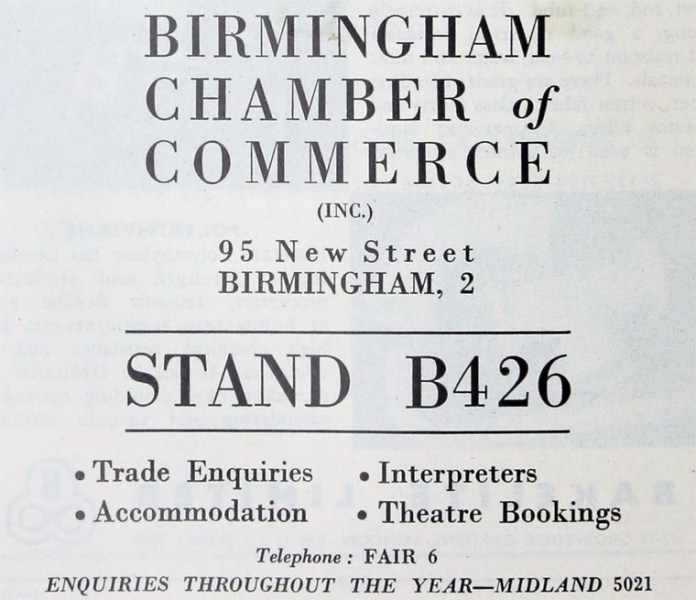 BIRMINGHAM
CHAMBER of
COMMERCE
(INC.)
95 New Street
BIRMINGHAM, 2
STAND B426
• Trade Enquiries • Interpreters
• Accommodation • Theatre Bookings
Telephone : FAIR 6
ENQUIRIES THROUGHOUT THE YEAR—MIDLAND 5021